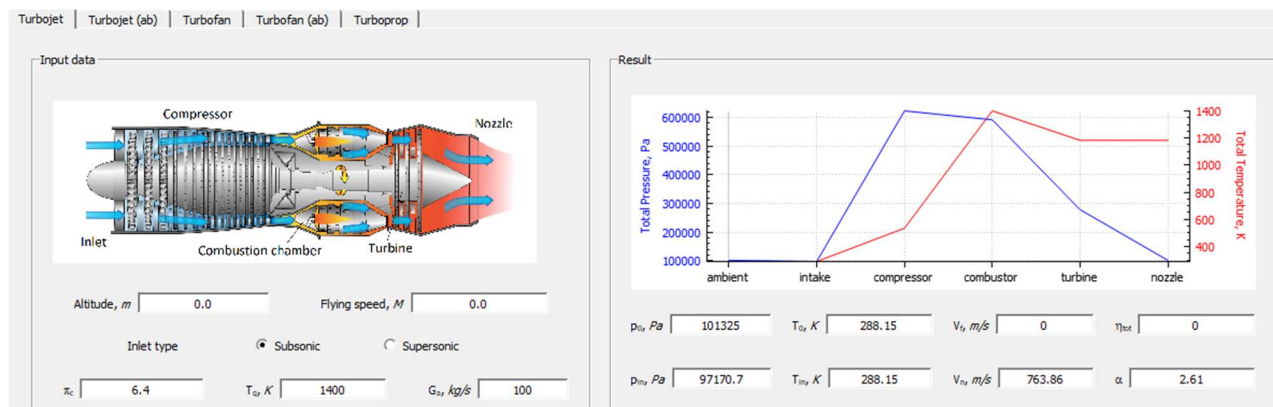 Turbojet Turbojet (ab) Turbofan Turbofan (ab) Turboprop
Input data
Compressor
Nozzle
Inlet
Combustion chamber
Turbine
Altitude, m 0.0 Flying speed, M 0.0
Inlet type Subsonic Supersonic
πc, 6.4 TG, K 1400 Ga, kg/s 100
Result
Total Pressure, Pa
600000
500000
400000
300000
200000
100000
1400
1200
1000
800
600
400
Total Temperature, K
ambient intake compressor combustor turbine nozzle
p0, Pa 101325 T0, K 288.15 Vf, m/s 0 ηtot 0
pin, Pa 97170.7 Tin, K 288.15 Vn, m/s 763.86 α 2.61